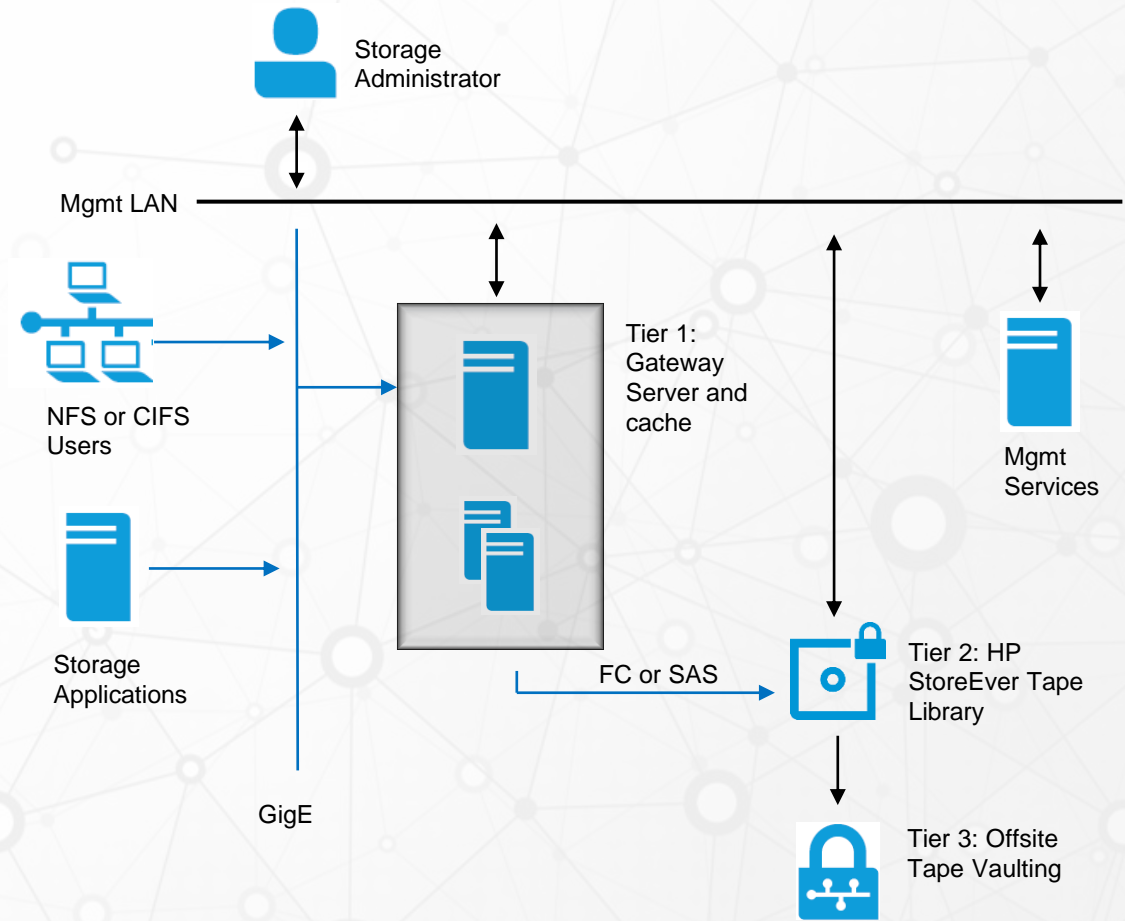 Storage
Administrator
Mgmt LAN
NFS or CIFS
Users
Tier 1:
Gateway
Server and
cache
Mgmt
Services
Storage
Applications
FC or SAS
Tier 2: HP
StoreEver Tape
Library
GigE
Tier 3: Offsite
Tape Vaulting